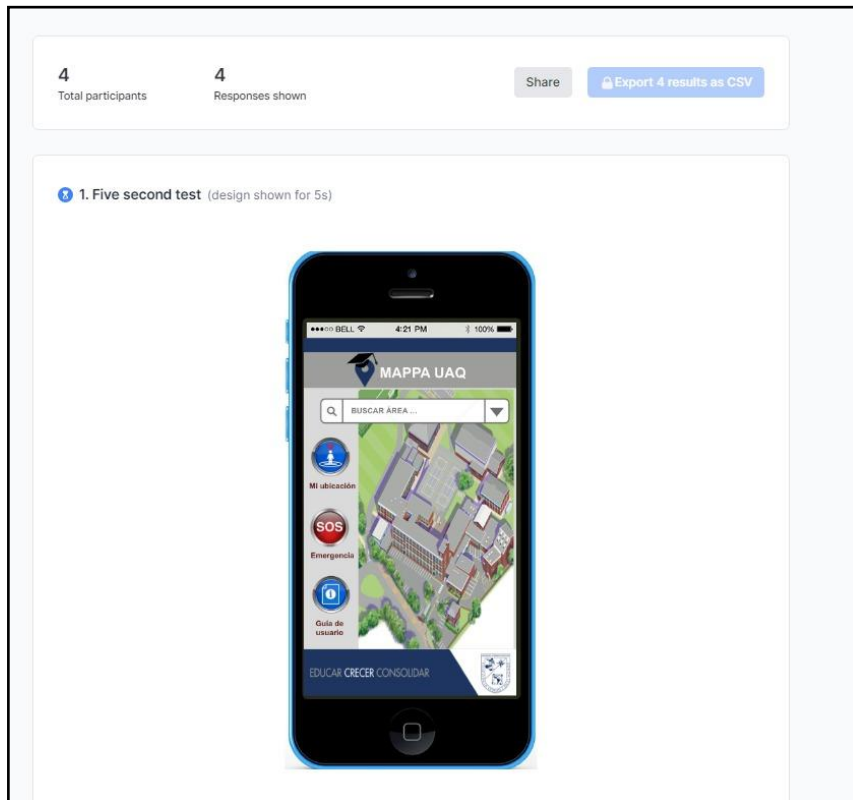 4
Total participants
4
Responses shown
Share
Export 4 results as CSV
1. Five second test (design shown for 5s)
BELL 4:21 PM 100%
MAPPA UAQ
BUSCAR ÁREA ...
Mi ubicación
SOS
Emergencia
Guía de
usuario
EDUCAR CRECER CONSOLIDAR